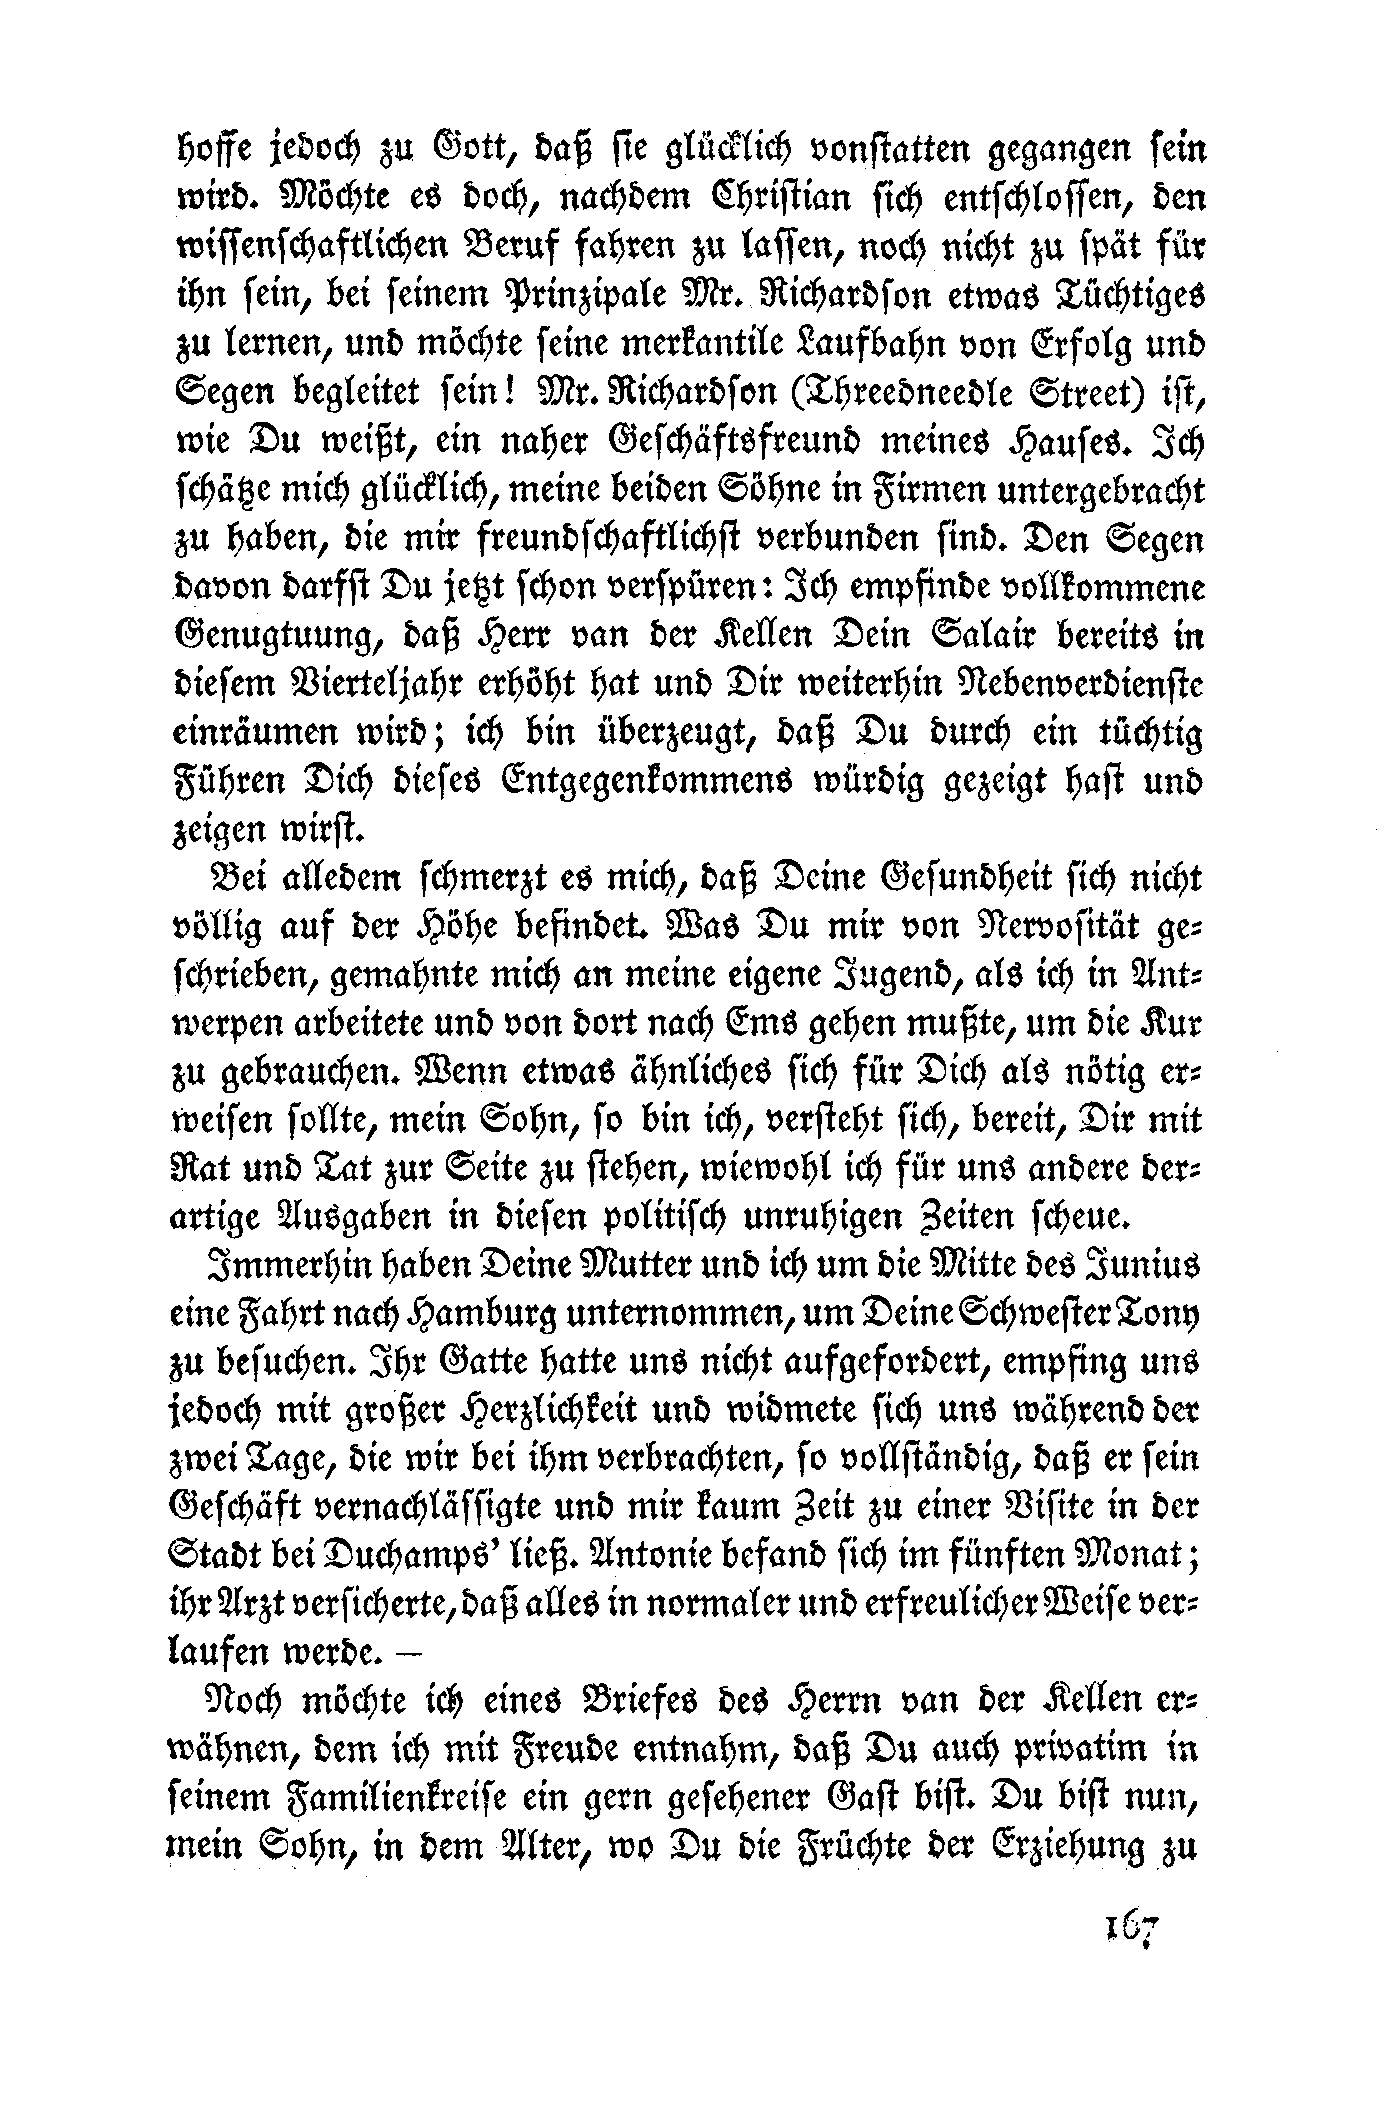 hoffe jedoch zu Gott, daß sie glücklich vonstatten gegangen sein
wird. Möchte es doch, nachdem Christian sich entschlossen, den
wissenschaftlichen Beruf fahren zu lassen, noch nicht zu spät für
ihn sein, bei seinem Prinzipale Mr. Richardson etwas Tüchtiges
zu lernen, und möchte seine merkantile Laufbahn von Erfolg und
Segen begleitet sein! Mr. Richardson (Threedneedle Street) ist,
wie Du weißt, ein naher Geschäftsfreund meines Hauses. Ich
schätze mich glücklich, meine beiden Söhne in Firmen untergebracht
zu haben, die mir freundschaftlichst verbunden sind. Den Segen
davon darfst Du jetzt schon verspüren: Ich empfinde vollkommene
Genugtuung, daß Herr van der Kellen Dein Salair bereits in
diesem Vierteljahr erhöht hat und Dir weiterhin Nebenverdienste
einräumen wird; ich bin überzeugt, daß Du durch ein tüchtig
Führen Dich dieses Entgegenkommens würdig gezeigt hast und
zeigen wirst.
Bei alledem schmerzt es mich, daß Deine Gesundheit sich nicht
völlig auf der Höhe befindet. Was Du mir von Nervosität ge-
schrieben, gemahnte mich an meine eigene Jugend, als ich in Ant-
werpen arbeitete und von dort nach Ems gehen mußte, um die Kur
zu gebrauchen. Wenn etwas ähnliches sich für Dich als nötig er-
weisen sollte, mein Sohn, so bin ich, versteht sich, bereit, Dir mit
Rat und Tat zur Seite zu stehen, wiewohl ich für uns andere der-
artige Ausgaben in diesen politisch unruhigen Zeiten scheue.
Immerhin haben Deine Mutter und ich um die Mitte des Junius
eine Fahrt nach Hamburg unternommen, um Deine Schwester Tony
zu besuchen. Ihr Gatte hatte uns nicht aufgefordert, empfing uns
jedoch mit großer Herzlichkeit und widmete sich uns während der
zwei Tage, die wir bei ihm verbrachten, so vollständig, daß er sein
Geschäft vernachlässigte und mir kaum Zeit zu einer Visite in der
Stadt bei Duchamps’ ließ. Antonie befand sich im fünften Monat;
ihr Arzt versicherte, daß alles in normaler und erfreulicher Weise ver-
laufen werde. —
Noch möchte ich eines Briefes des Herrn van der Kellen er-
wähnen, dem ich mit Freude entnahm, daß Du auch privatim in
seinem Familienkreise ein gern gesehener Gast bist. Du bist nun,
mein Sohn, in dem Alter, wo Du die Früchte der Erziehung zu
167